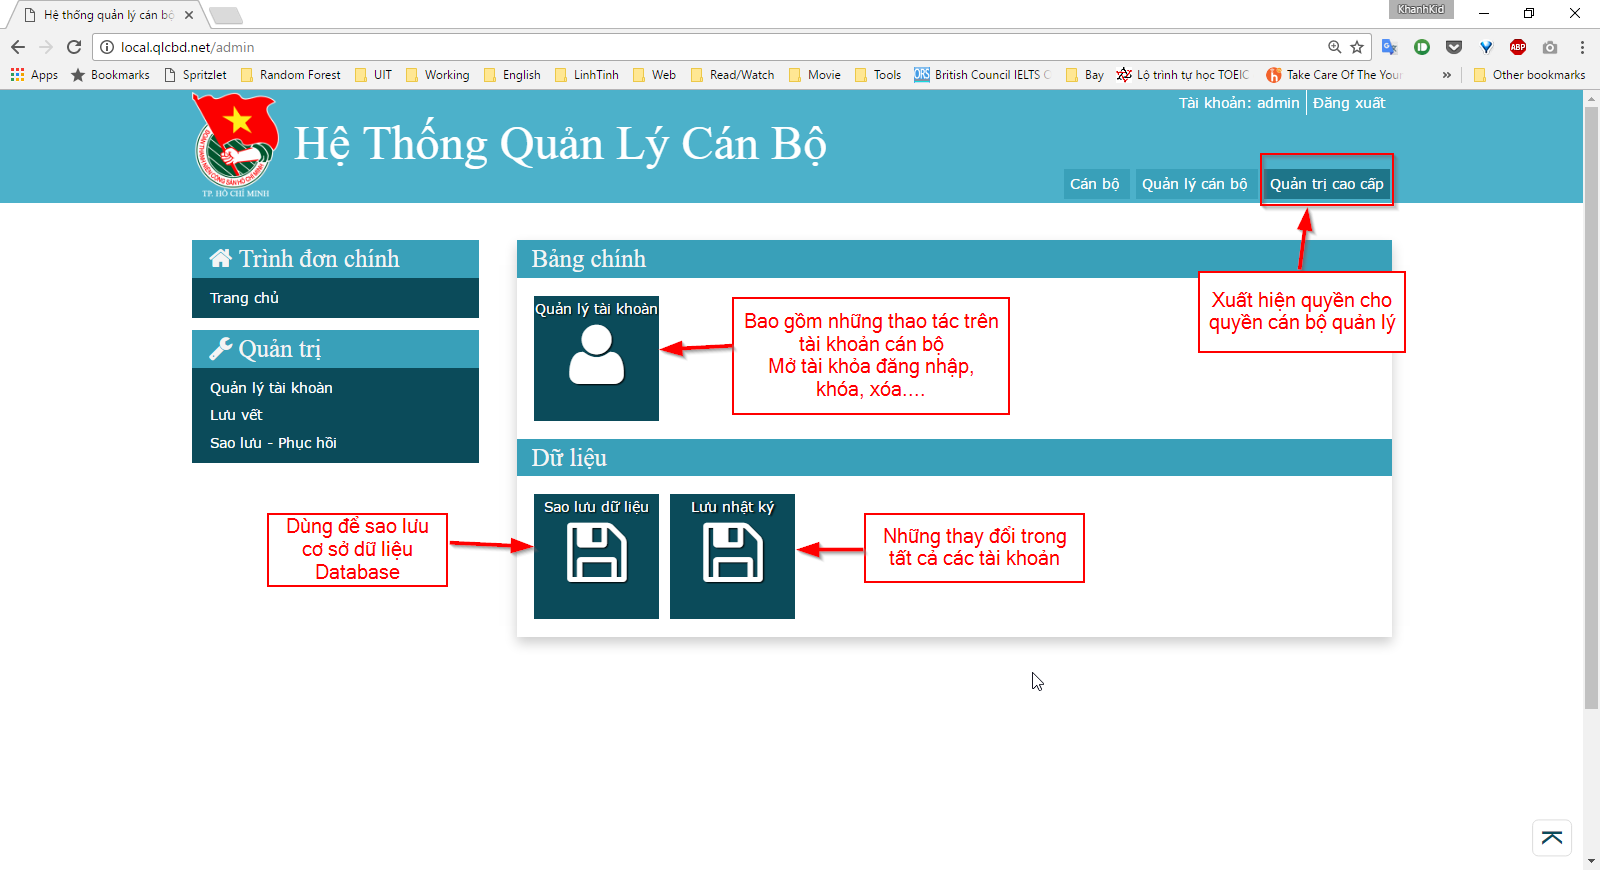 Hệ thống quản lý cán bộ
KhanhKid
local.qlcbd.net/admin
Apps
Bookmarks
Spritzlet
Random Forest
UIT
Working
English
LinhTinh
Web
Read/Watch
Movie
Tools
British Council IELTS C
Bay
Lộ trình tự học TOEIC
Take Care Of The Your
»
Other bookmarks
Tài khoản: admin
Đăng xuất
TP. HỒ CHÍ MINH
Hệ Thống Quản Lý Cán Bộ
Cán bộ
Quản lý cán bộ
Quản trị cao cấp
Trình đơn chính
Trang chủ
Quản trị
Quản lý tài khoản
Lưu vết
Sao lưu - Phục hồi
Bảng chính
Quản lý tài khoản
Bao gồm những thao tác trên
tài khoản cán bộ
Mở tài khỏa đăng nhập,
khóa, xóa....
Xuất hiện quyền cho
quyền cán bộ quản lý
Dữ liệu
Sao lưu dữ liệu
Lưu nhật ký
Dùng để sao lưu
cơ sở dữ liệu
Database
Những thay đổi trong
tất cả các tài khoản